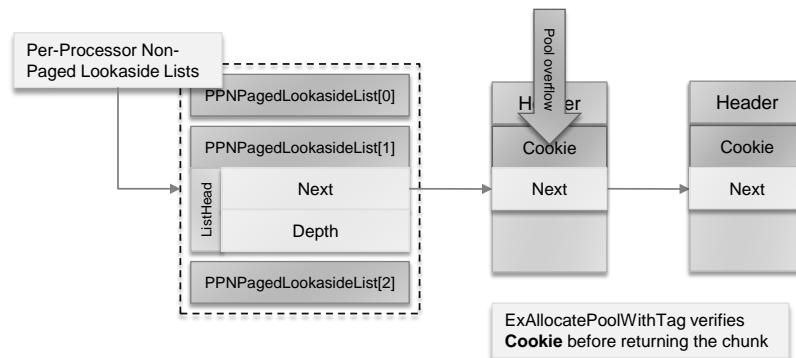 Per-Processor Non-
Paged Lookaside Lists
PPNPagedLookasideList[0]
PPNPagedLookasideList[1]
ListHead
Next
Depth
PPNPagedLookasideList[2]
Pool overflow
Header
Cookie
Next
Header
Cookie
Next
ExAllocatePoolWithTag verifies
Cookie before returning the chunk